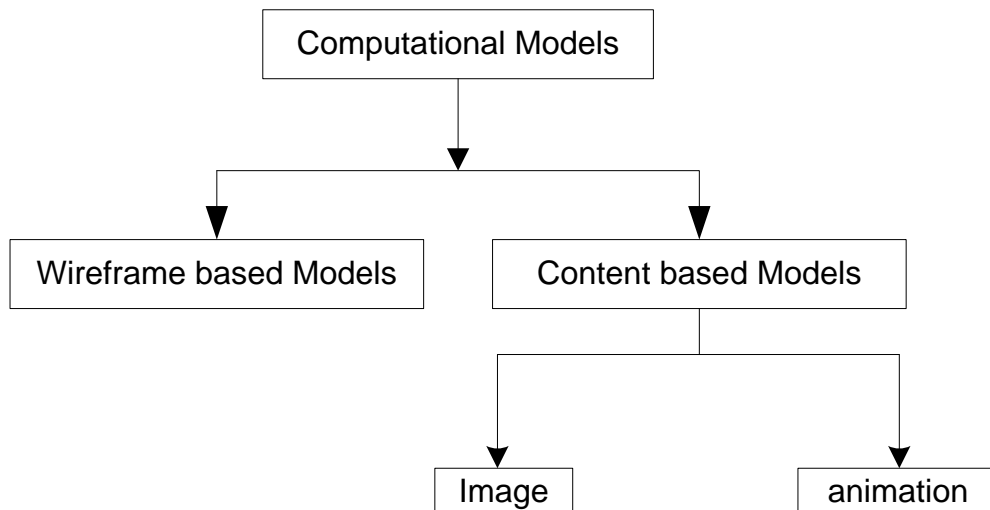 Computational Models
Wireframe based Models
Content based Models
Image
animation